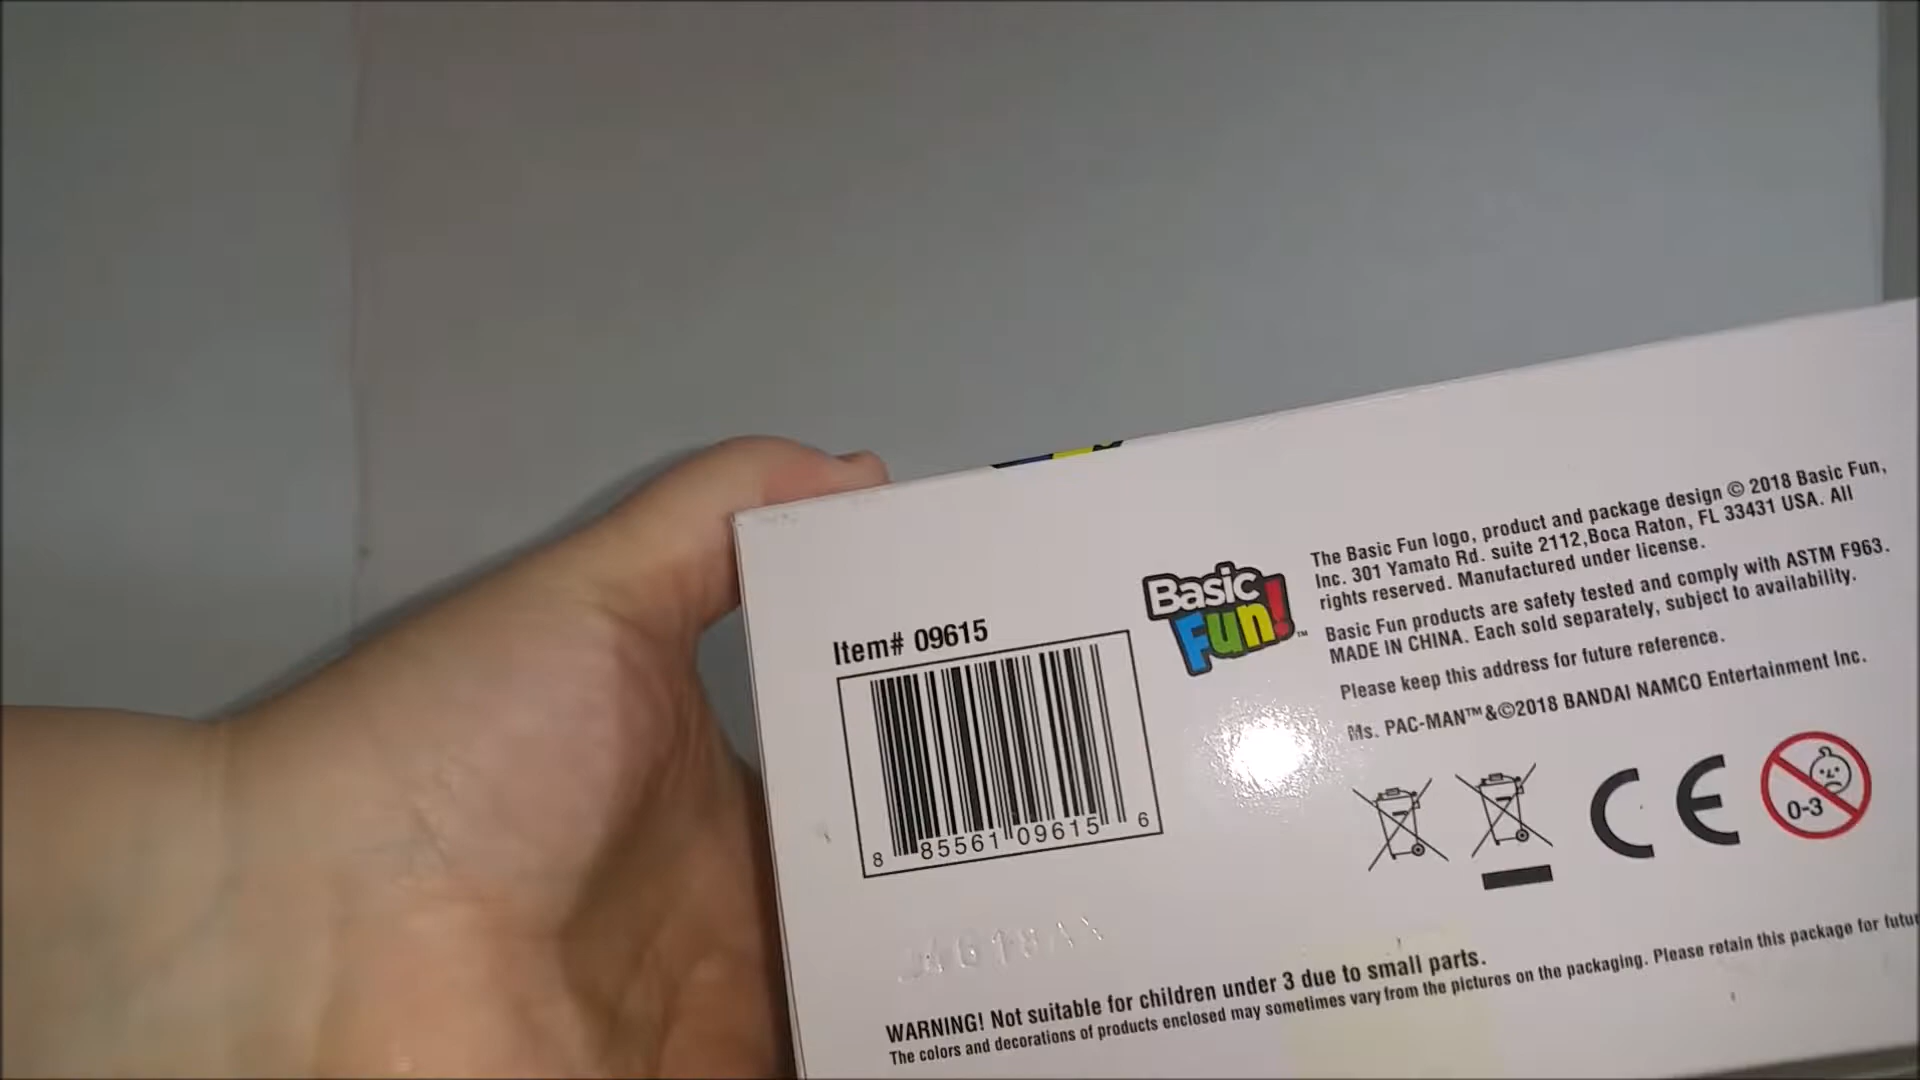 Item# 09615
8 85561 09615 6
Basic
Fun!™
The Basic Fun logo, product and package design © 2018 Basic Fun,
Inc. 301 Yamato Rd. suite 2112,Boca Raton, FL 33431 USA. All
rights reserved. Manufactured under license.
Basic Fun products are safety tested and comply with ASTM F963.
MADE IN CHINA. Each sold separately, subject to availability.
Please keep this address for future reference.
Ms. PAC-MAN™&©2018 BANDAI NAMCO Entertainment Inc.
CE
0-3
WARNING! Not suitable for children under 3 due to small parts.
The colors and decorations of products enclosed may sometimes vary from the pictures on the packaging. Please retain this package for